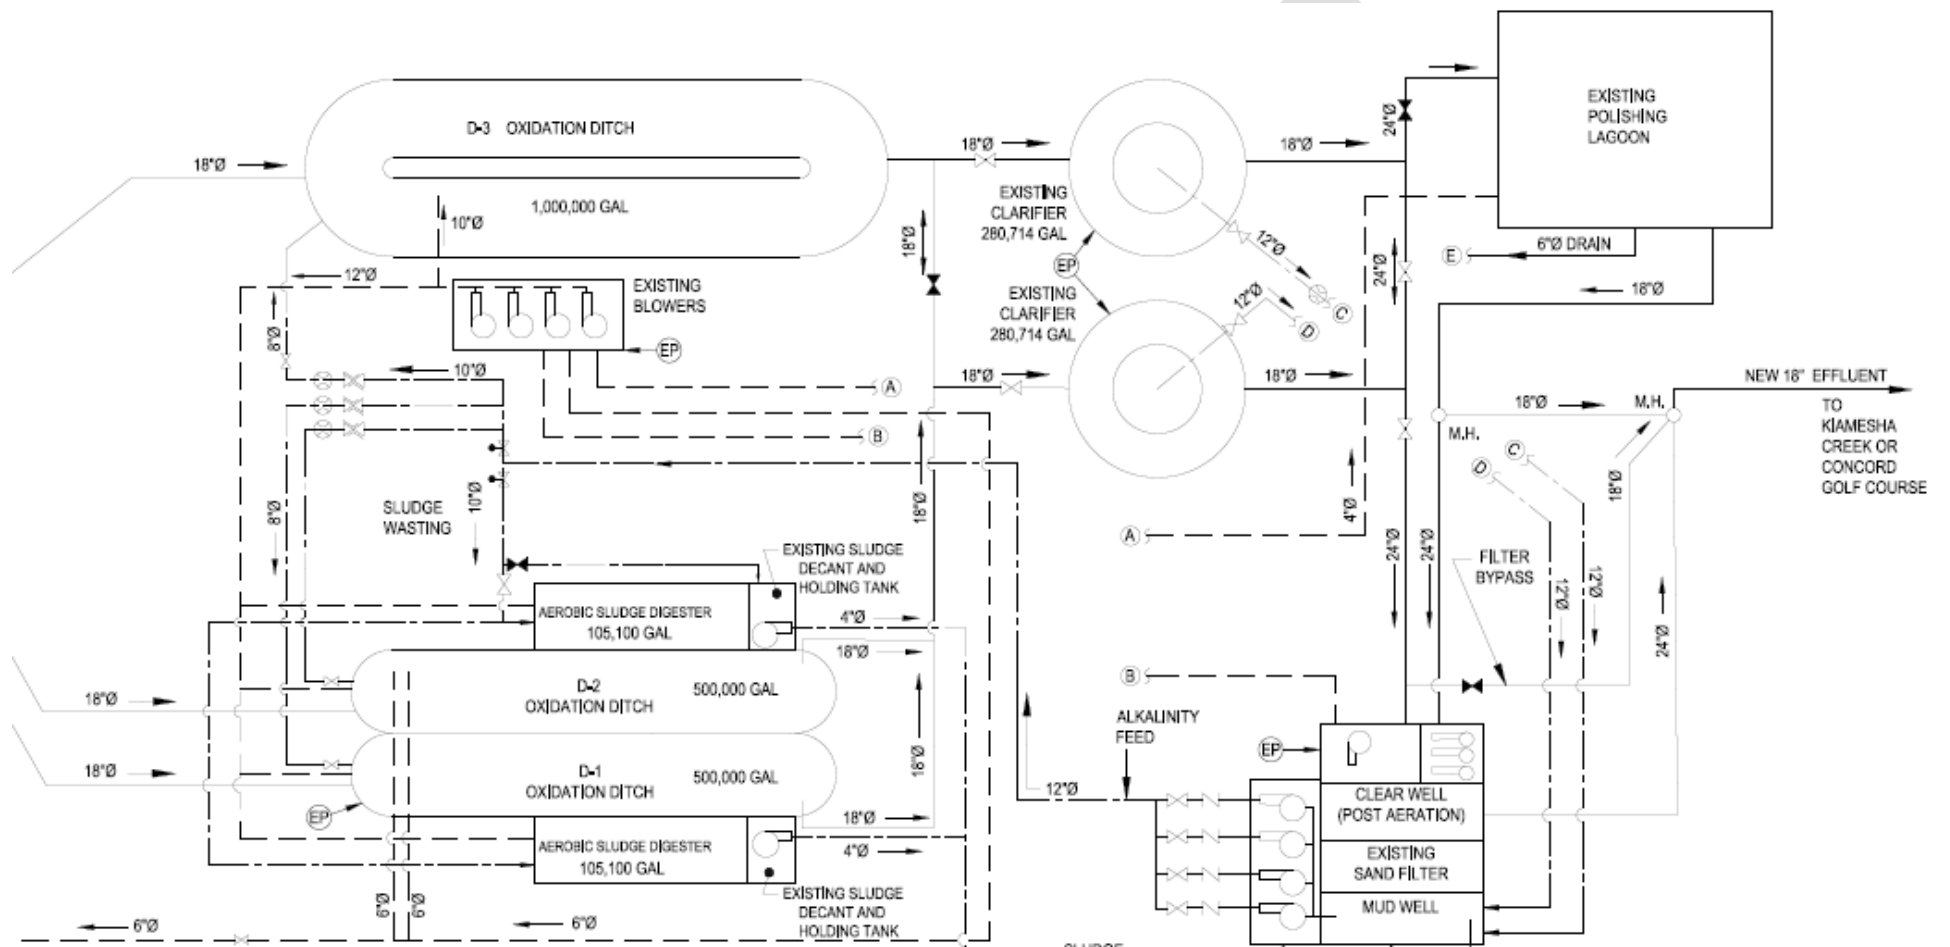 D-3 OXIDATION DITCH
1,000,000 GAL
18"Ø
10"Ø
12"Ø
8"Ø
EXISTING
BLOWERS
EP
10"Ø
A
B
8"Ø
SLUDGE
WASTING
10"Ø
18"Ø
18"Ø
EXISTING
CLARIFIER
280,714 GAL
EP
EXISTING
CLARIFIER
280,714 GAL
18"Ø
18"Ø
12"Ø
C
12"Ø
D
18"Ø
18"Ø
24"Ø
24"Ø
EXISTING
POLISHING
LAGOON
E
6"Ø DRAIN
18"Ø
NEW 18" EFFLUENT
TO
KIAMESHA
CREEK OR
CONCORD
GOLF COURSE
18"Ø
M.H.
M.H.
C
D
18"Ø
A
4"Ø
24"Ø
24"Ø
FILTER
BYPASS
12"Ø
12"Ø
24"Ø
18"Ø
EXISTING SLUDGE
DECANT AND
HOLDING TANK
AEROBIC SLUDGE DIGESTER
105,100 GAL
4"Ø
18"Ø
18"Ø
D-2
OXIDATION DITCH
500,000 GAL
18"Ø
D-1
OXIDATION DITCH
500,000 GAL
EP
18"Ø
18"Ø
AEROBIC SLUDGE DIGESTER
105,100 GAL
4"Ø
EXISTING SLUDGE
DECANT AND
HOLDING TANK
6"Ø
6"Ø
6"Ø
6"Ø
B
ALKALINITY
FEED
EP
12"Ø
CLEAR WELL
(POST AERATION)
EXISTING
SAND FILTER
MUD WELL
SLUDGE